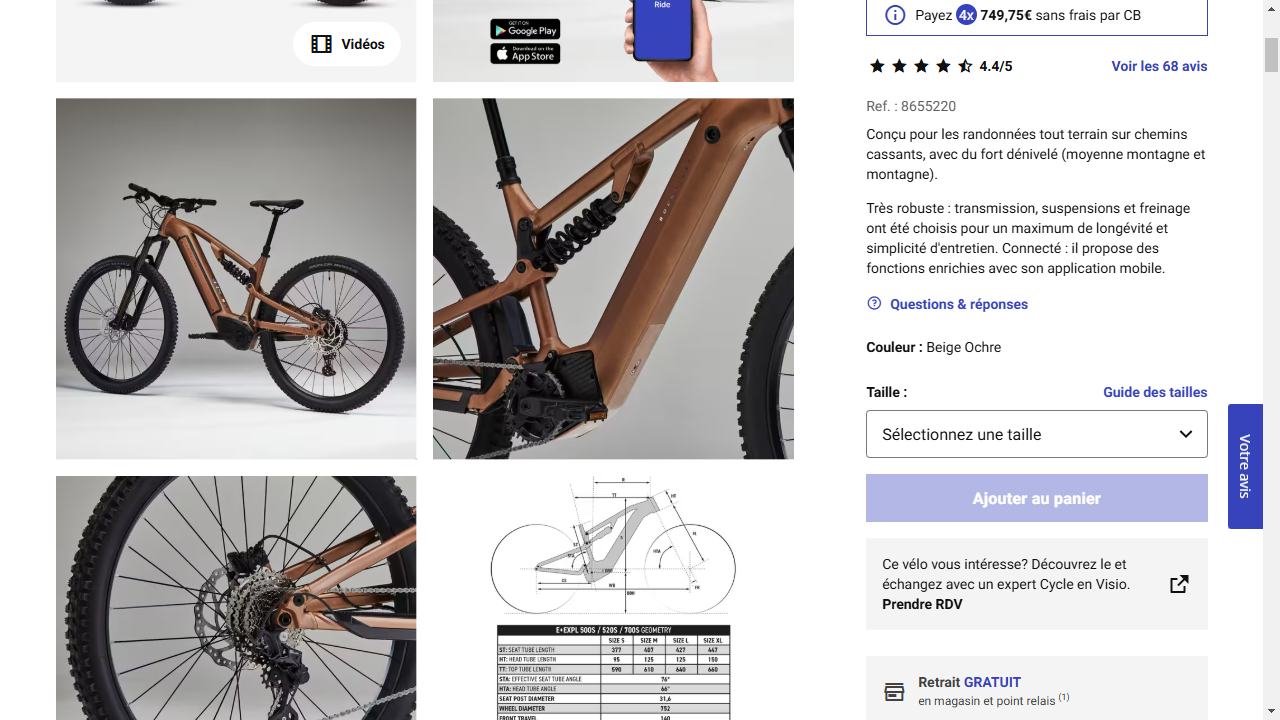 Vidéos
Ride
GET IT ON
Google Play
Download on the
App Store
E+EXPL 500S / 520S / 700S GEOMETRY
SIZE S SIZE M SIZE L SIZE XL
ST: SEAT TUBE LENGTH 377 407 427 447
HT: HEAD TUBE LENGTH 95 125 125 150
TT: TOP TUBE LENGTH 590 610 640 660
STA: EFFECTIVE SEAT TUBE ANGLE 76°
HTA: HEAD TUBE ANGLE 66°
SEAT POST DIAMETER 31,6
WHEEL DIAMETER 752
FRONT TRAVEL 140
Payez 4x 749,75€ sans frais par CB
4.4/5 Voir les 68 avis
Ref. : 8655220
Conçu pour les randonnées tout terrain sur chemins
cassants, avec du fort dénivelé (moyenne montagne et
montagne).
Très robuste : transmission, suspensions et freinage
ont été choisis pour un maximum de longévité et
simplicité d'entretien. Connecté : il propose des
fonctions enrichies avec son application mobile.
Questions & réponses
Couleur : Beige Ochre
Taille : Guide des tailles
Sélectionnez une taille
Ajouter au panier
Ce vélo vous intéresse? Découvrez le et
échangez avec un expert Cycle en Visio.
Prendre RDV
Retrait GRATUIT
en magasin et point relais (1)
Votre avis